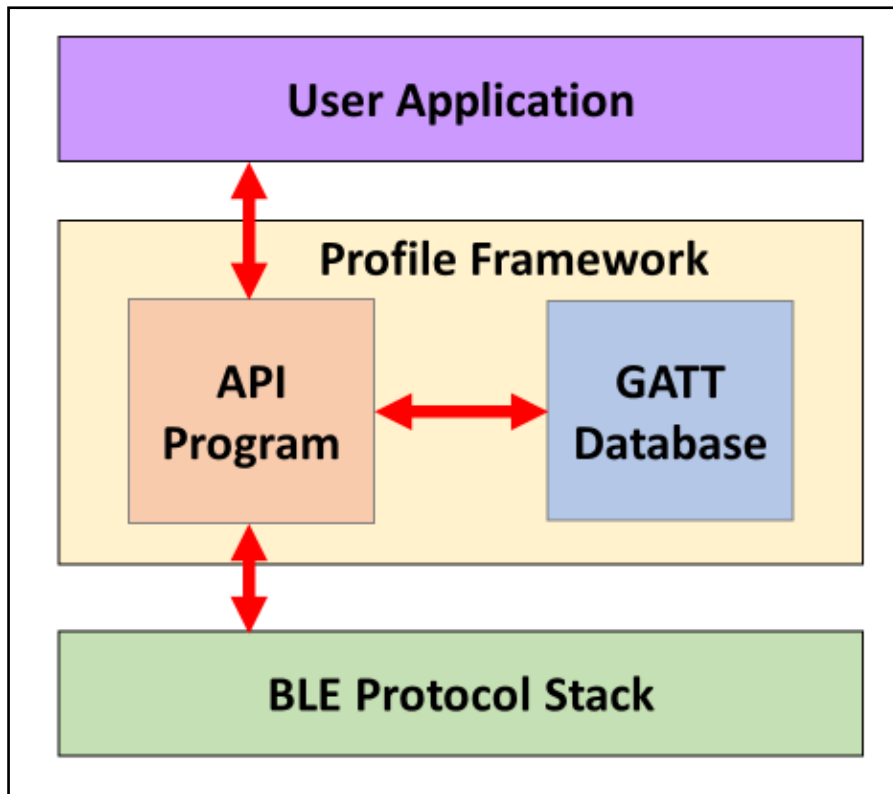 User Application
Profile Framework
API
Program
GATT
Database
BLE Protocol Stack